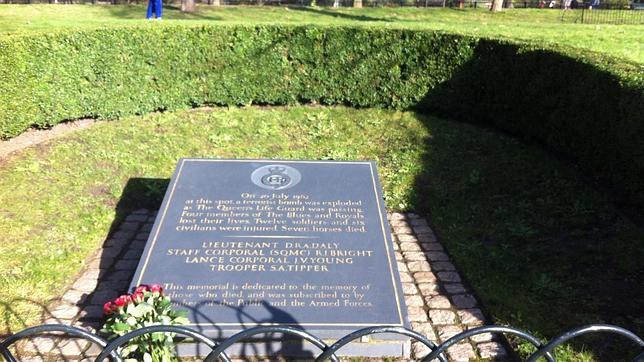 On 20 July 1982
at this spot, a terrorist bomb was exploded
as The Queen's Life Guard was passing.
Four members of The Blues and Royals
lost their lives. Twelve soldiers and six
civilians were injured. Seven horses died.
LIEUTENANT D.R.A.DALY
STAFF CORPORAL (SQMC) R.J.BRIGHT
LANCE CORPORAL J.V.YOUNG
TROOPER S.A.TIPPER
This memorial is dedicated to the memory of
those who died, and was subscribed to by
members of the Public and the Armed Forces.